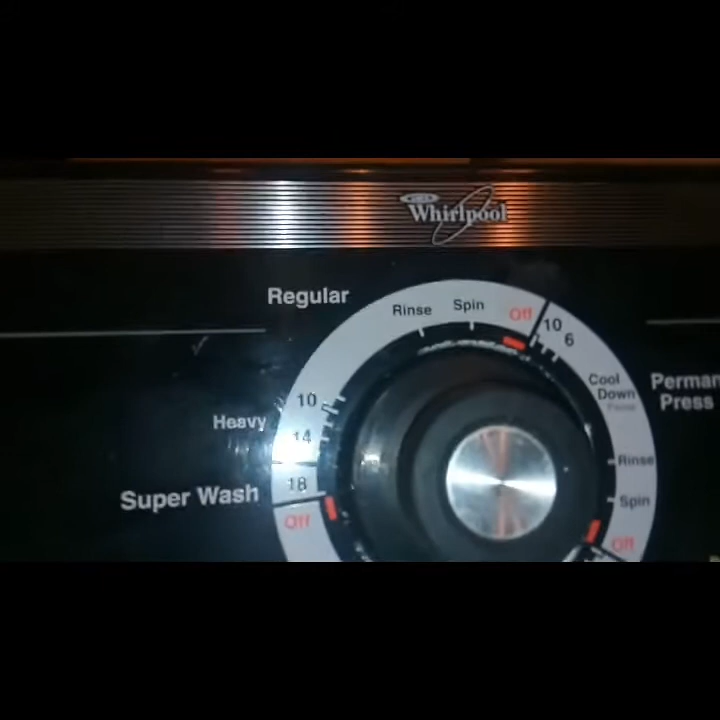 Whirlpool
Regular
Rinse
Spin
Off
10
6
Cool
Down
Perman
Press
10
Heavy
14
Rinse
18
Super Wash
Spin
Off
Off